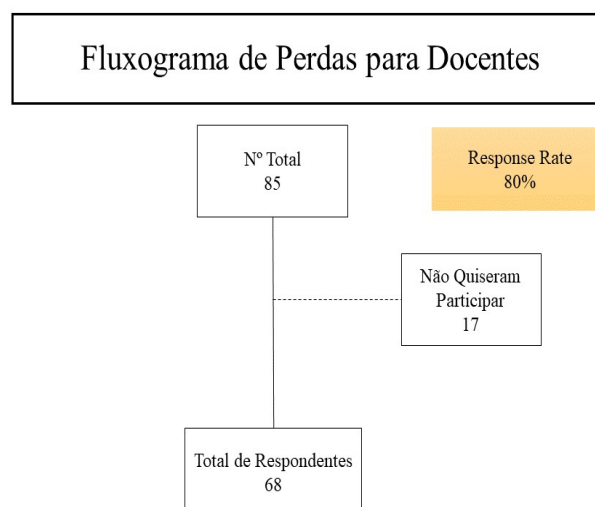 Fluxograma de Perdas para Docentes
Nº Total
85
Response Rate
80%
Não Quiseram
Participar
17
Total de Respondentes
68